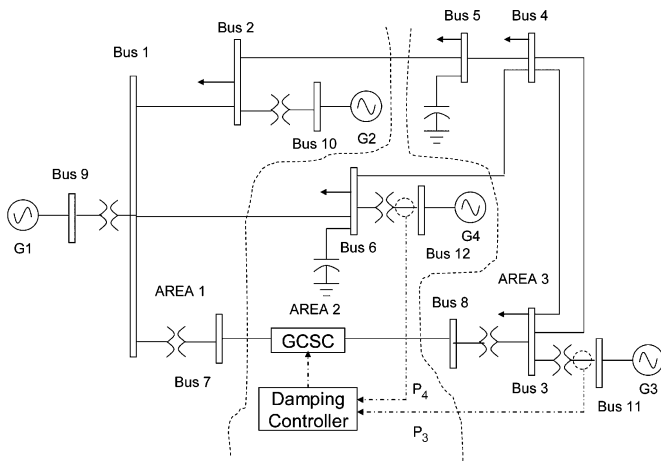 Bus 5
Bus 4
Bus 2
Bus 1
Bus 10
G2
Bus 9
G1
Bus 6
Bus 12
G4
AREA 1
AREA 2
AREA 3
Bus 8
GCSC
Bus 7
Bus 3
G3
Bus 11
Damping
Controller
P4
P3